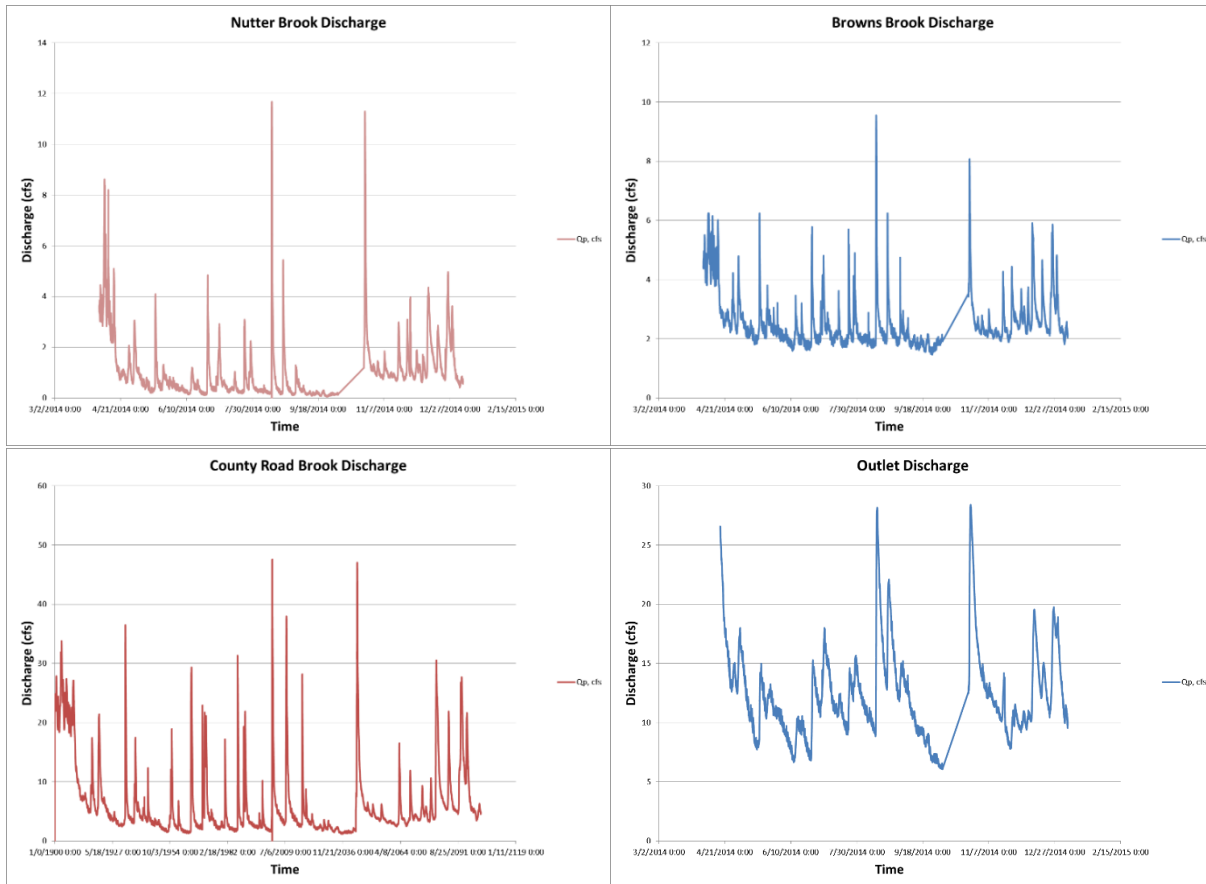 Nutter Brook Discharge
14
12
10
8
6
4
2
0
Discharge (cfs)
Qp, cfs
3/2/2014 0:00 4/21/2014 0:00 6/10/2014 0:00 7/30/2014 0:00 9/18/2014 0:00 11/7/2014 0:00 12/27/2014 0:00 2/15/2015 0:00
Time
Browns Brook Discharge
12
10
8
6
4
2
0
Discharge (cfs)
Qp, cfs
3/2/2014 0:00 4/21/2014 0:00 6/10/2014 0:00 7/30/2014 0:00 9/18/2014 0:00 11/7/2014 0:00 12/27/2014 0:00 2/15/2015 0:00
Time
County Road Brook Discharge
60
50
40
30
20
10
0
Discharge (cfs)
Qp, cfs
1/0/1900 0:00 5/18/1927 0:00 10/3/1954 0:00 2/18/1982 0:00 7/6/2009 0:00 11/21/2036 0:00 4/8/2064 0:00 8/25/2091 0:00 1/11/2119 0:00
Time
Outlet Discharge
30
25
20
15
10
5
0
Discharge (cfs)
Qp, cfs
3/2/2014 0:00 4/21/2014 0:00 6/10/2014 0:00 7/30/2014 0:00 9/18/2014 0:00 11/7/2014 0:00 12/27/2014 0:00 2/15/2015 0:00
Time